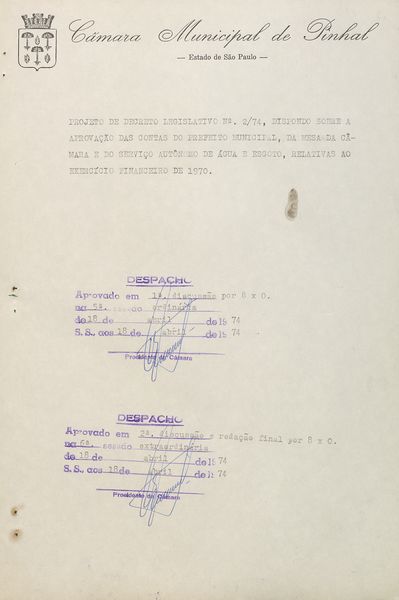 Câmara Municipal de Pinhal
— Estado de São Paulo —
PROJETO DE DECRETO LEGISLATIVO Nº. 2/74, DISPONDO SOBRE A
APROVAÇÃO DAS CONTAS DO PREFEITO MUNICIPAL, DA MESA DA CÂ-
MARA E DO SERVIÇO AUTÔNOMO DE ÁGUA E ESGOTO, RELATIVAS AO
EXERCÍCIO FINANCEIRO DE 1970.
DESPACHO
Aprovado em 1ª. discussão por 8 x 0.
na 5ª. sessão ordinária
de 18 de abril de 1974
S. S., aos 18 de abril de 1974
Presidente da Câmara
DESPACHO
Aprovado em 2ª. discussão e redação final por 8 x 0.
na 6ª. sessão extraordinária
de 18 de abril de 1974
S. S., aos 18 de abril de 1974
Presidente da Câmara